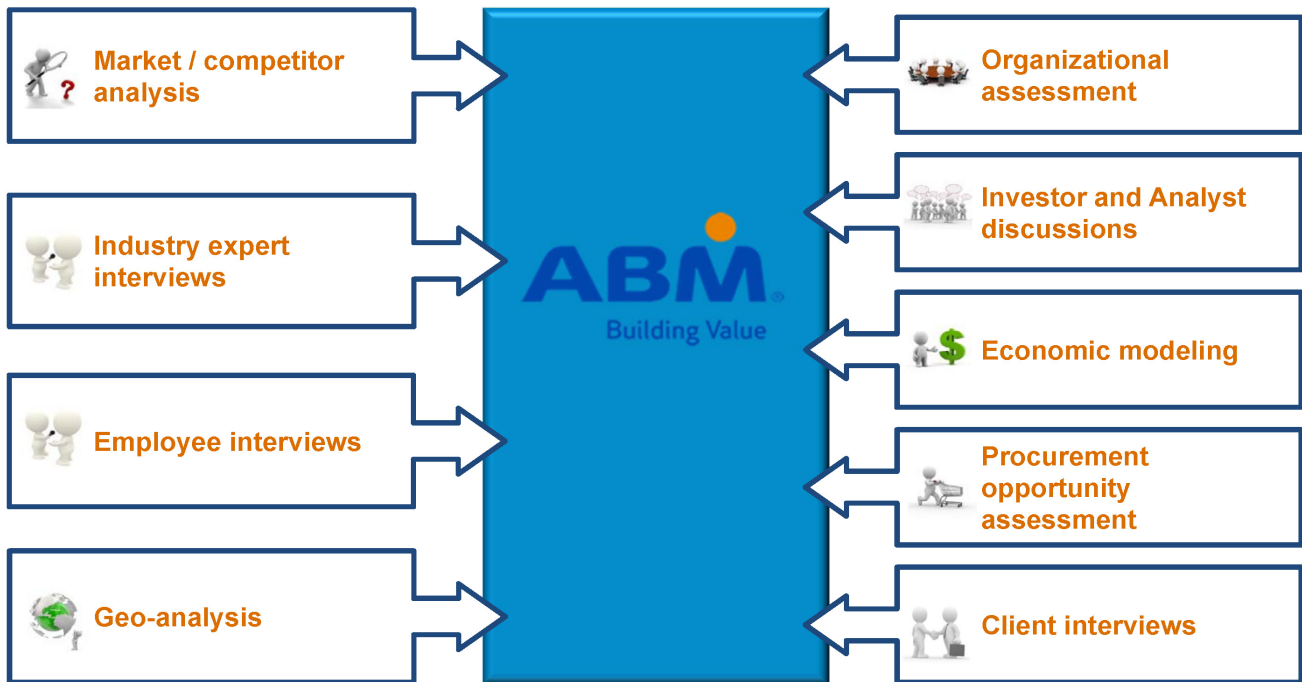 Market / competitor
analysis
Industry expert
interviews
Employee interviews
Geo-analysis
ABM®
Building Value
Organizational
assessment
Investor and Analyst
discussions
Economic modeling
Procurement
opportunity
assessment
Client interviews